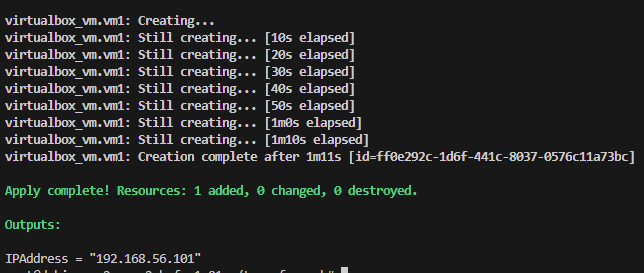 virtualbox_vm.vm1: Creating...
virtualbox_vm.vm1: Still creating... [10s elapsed]
virtualbox_vm.vm1: Still creating... [20s elapsed]
virtualbox_vm.vm1: Still creating... [30s elapsed]
virtualbox_vm.vm1: Still creating... [40s elapsed]
virtualbox_vm.vm1: Still creating... [50s elapsed]
virtualbox_vm.vm1: Still creating... [1m0s elapsed]
virtualbox_vm.vm1: Still creating... [1m10s elapsed]
virtualbox_vm.vm1: Creation complete after 1m11s [id=ff0e292c-1d6f-441c-8037-0576c11a73bc]
Apply complete! Resources: 1 added, 0 changed, 0 destroyed.
Outputs:
IPAddress = "192.168.56.101"